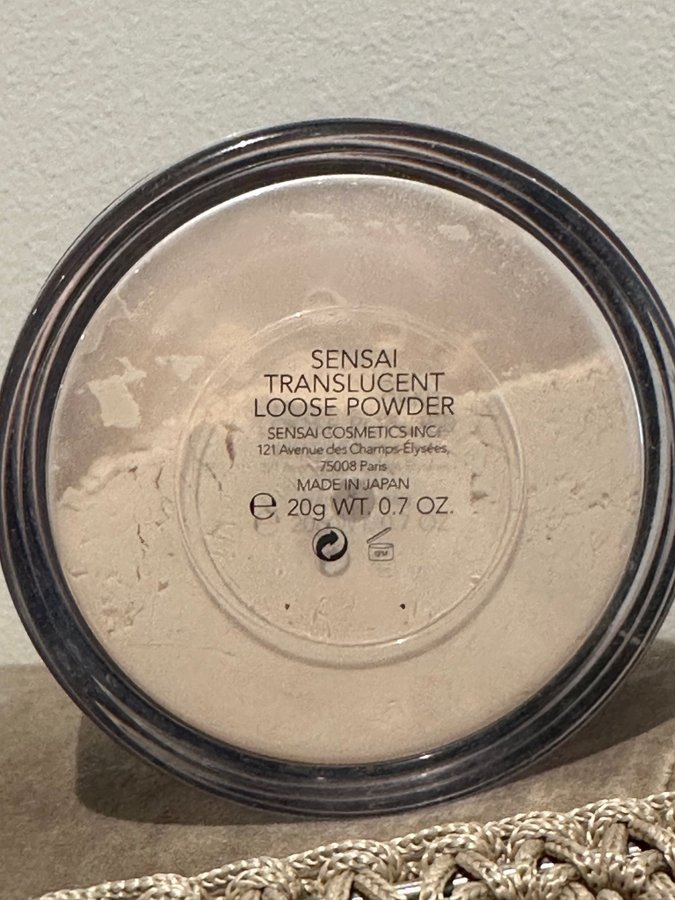 SENSAI
TRANSLUCENT
LOOSE POWDER
SENSAI COSMETICS INC.
121 Avenue des Champs-Élysées,
75008 Paris
MADE IN JAPAN
e 20g WT. 0.7 OZ.